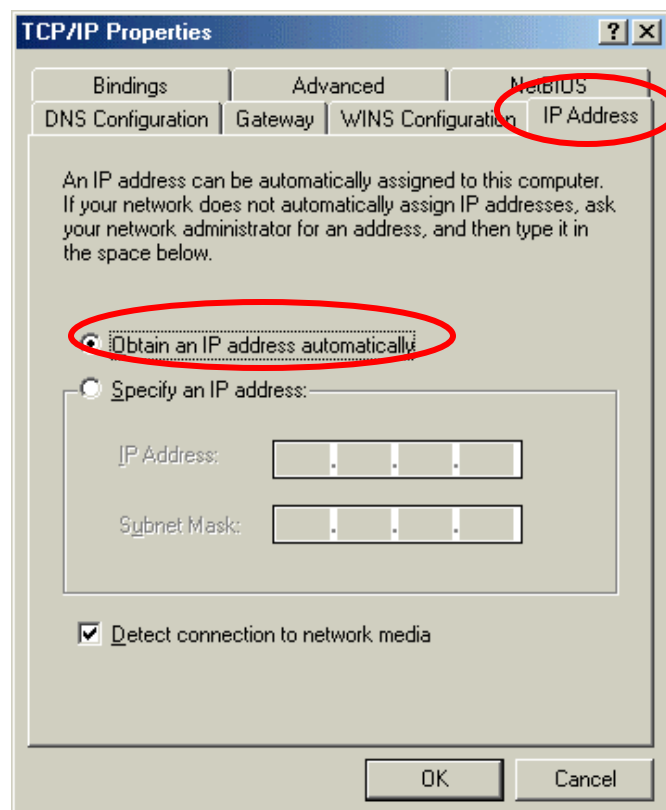 TCP/IP Properties
Bindings
Advanced
NetBIOS
DNS Configuration
Gateway
WINS Configuration
IP Address
An IP address can be automatically assigned to this computer.
If your network does not automatically assign IP addresses, ask
your network administrator for an address, and then type it in
the space below.
Obtain an IP address automatically
Specify an IP address:
IP Address:
Subnet Mask:
Detect connection to network media
OK
Cancel